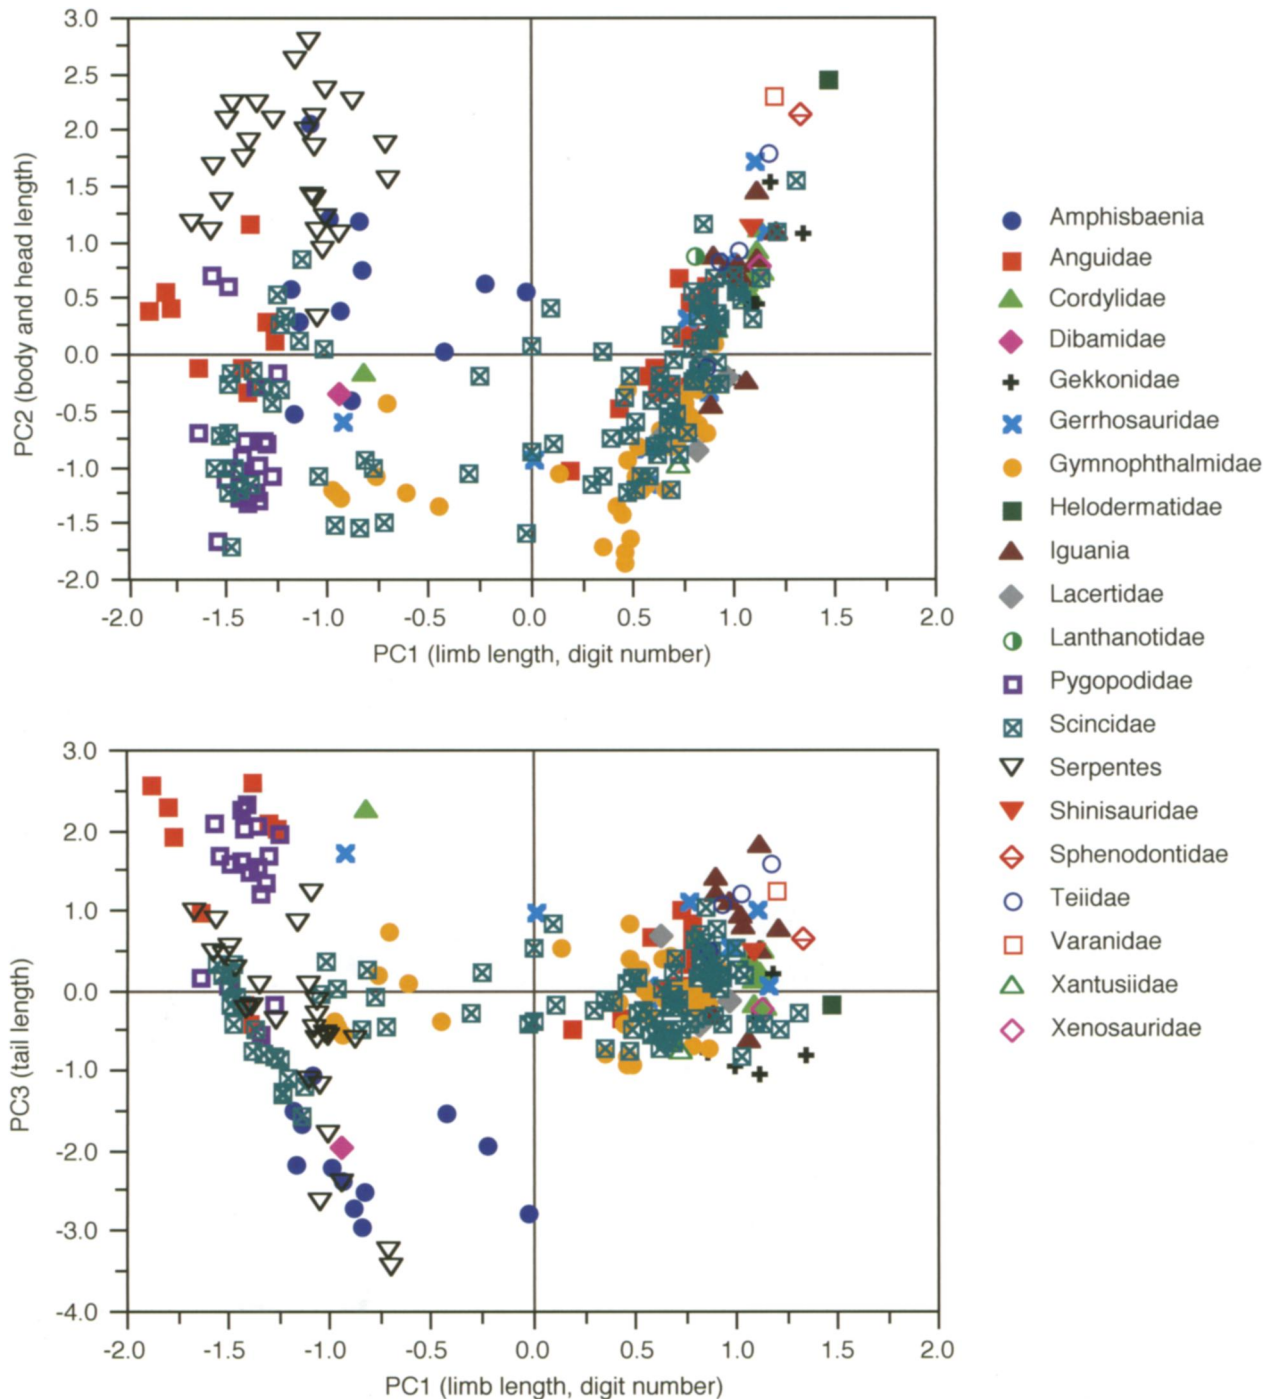 3.0
2.5
2.0
1.5
1.0
0.5
0.0
-0.5
-1.0
-1.5
-2.0
PC2 (body and head length)
-2.0 -1.5 -1.0 -0.5 0.0 0.5 1.0 1.5 2.0
PC1 (limb length, digit number)
3.0
2.0
1.0
0.0
-1.0
-2.0
-3.0
-4.0
PC3 (tail length)
-2.0 -1.5 -1.0 -0.5 0.0 0.5 1.0 1.5 2.0
PC1 (limb length, digit number)
Amphisbaenia
Anguidae
Cordylidae
Dibamidae
Gekkonidae
Gerrhosauridae
Gymnophthalmidae
Helodermatidae
Iguania
Lacertidae
Lanthanotidae
Pygopodidae
Scincidae
Serpentes
Shinisauridae
Sphenodontidae
Teiidae
Varanidae
Xantusiidae
Xenosauridae